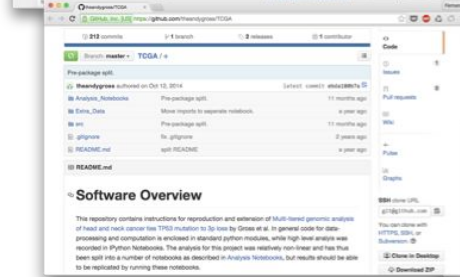 theandygross/TCGA
GitHub, Inc. [US] https://github.com/theandygross/TCGA
212 commits
1 branch
3 releases
1 contributor
Branch: master
TCGA / +
Pre-package split.
theandygross authored on Oct 12, 2014
latest commit
Analysis_Notebooks
Pre-package split.
11 months ago
Extra_Data
Move imports to seperate notebook.
a year ago
src
Pre-package split.
11 months ago
.gitignore
fix .gitignore
2 years ago
README.md
split README
a year ago
README.md
Software Overview
This repository contains instructions for reproduction and extension of Multi-tiered genomic analysis
of head and neck cancer ties TP53 mutation to 3p loss by Gross et al. In general code for data-
processing and computation is enclosed in standard python modules, while high level analysis was
recorded in IPython Notebooks. The analysis for this project was relatively non-linear and has thus
been split into a number of notebooks as described in Analysis Notebooks, but results should be able
to be replicated by running these notebooks.
Code
Issues
1
Pull requests
0
Wiki
Pulse
Graphs
SSH clone URL
git@github.com
You can clone with
HTTPS, SSH, or
Subversion.
Clone in Desktop
Download ZIP